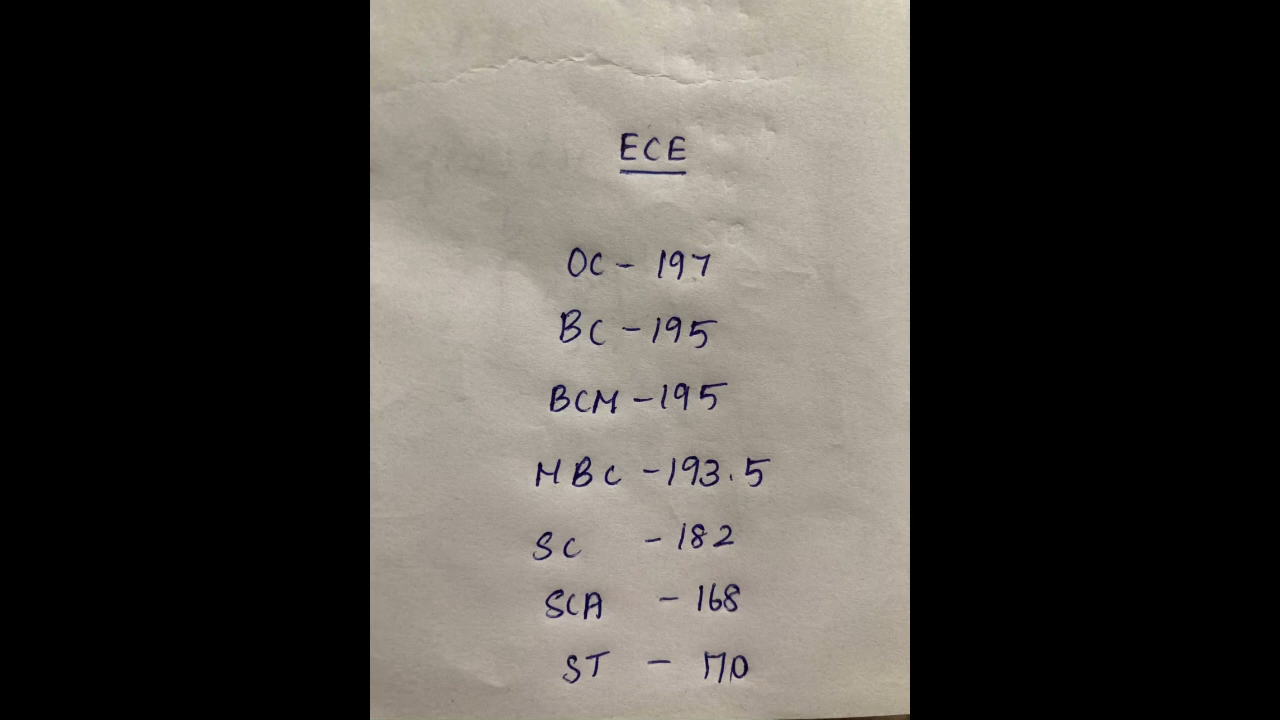 ECE
OC - 197
BC - 195
BCM - 195
MBC - 193.5
SC - 182
SCA - 168
ST - 170